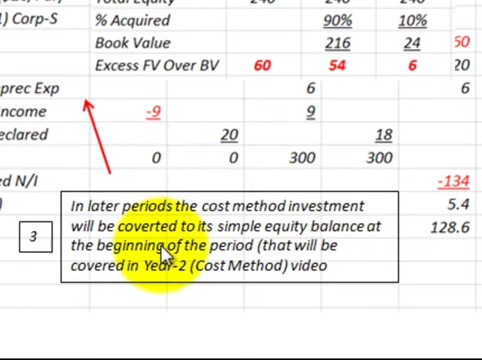 Total Equity 240 240 240
1) Corp-S % Acquired 90% 10%
Book Value 216 24 60
Excess FV Over BV 60 54 6 20
prec Exp 6 6
ncome -9 9
eclared 20 18
0 0 300 300
ed N/I -134
) 5.4
3 128.6
In later periods the cost method investment
will be coverted to its simple equity balance at
the beginning of the period (that will be
covered in Year-2 (Cost Method) video